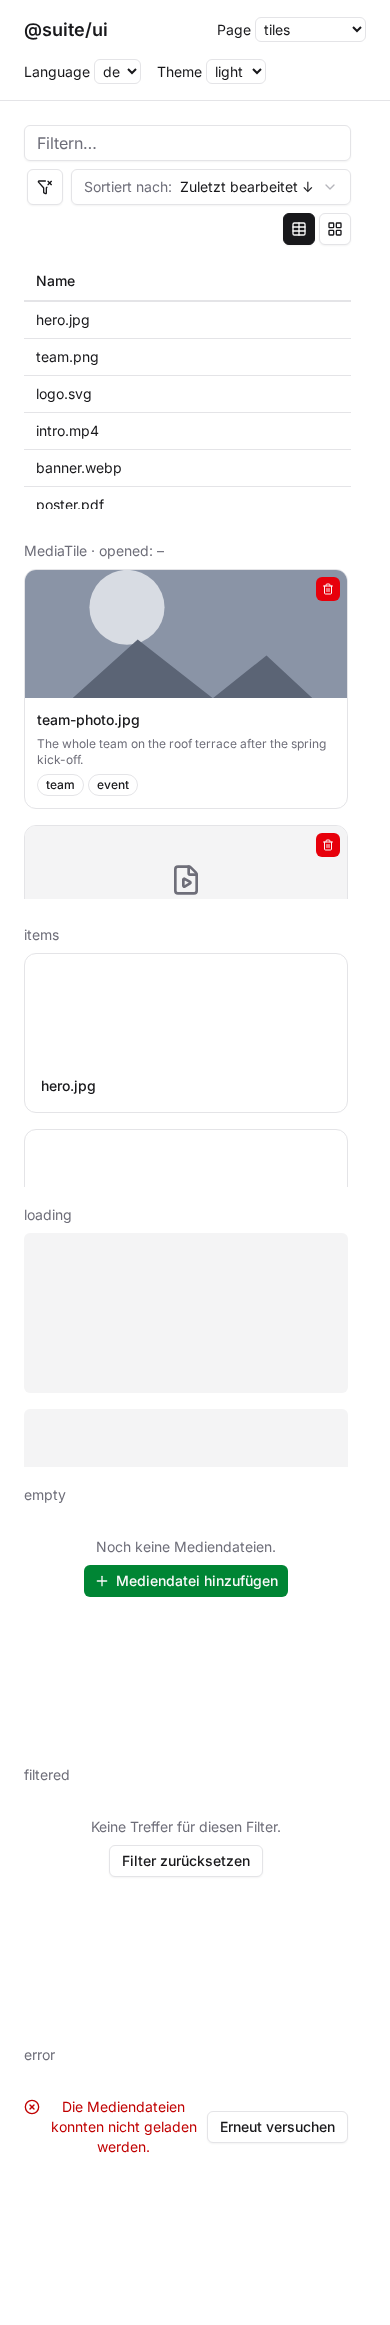 @suite/ui
Page tiles
Language de Theme light
Filtern...
Sortiert nach: Zuletzt bearbeitet ↓
Name
hero.jpg
team.png
logo.svg
intro.mp4
banner.webp
poster.pdf
MediaTile · opened: –
team-photo.jpg
The whole team on the roof terrace after the spring
kick-off.
team event
items
hero.jpg
loading
empty
Noch keine Mediendateien.
Mediendatei hinzufügen
filtered
Keine Treffer für diesen Filter.
Filter zurücksetzen
error
Die Mediendateien
konnten nicht geladen
werden.
Erneut versuchen